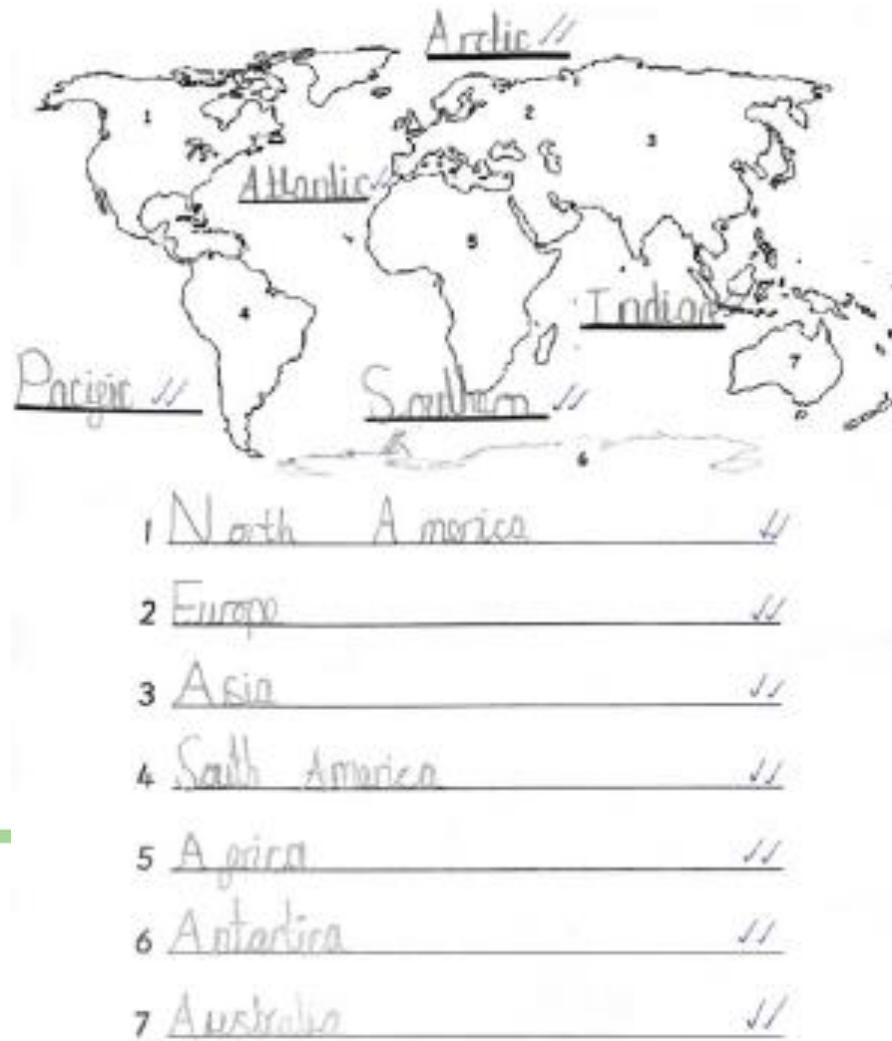 Arctic
1
2
3
Atlantic
5
4
Indian
7
Pacific
Southern
6
1 North America
2 Europe
3 Asia
4 South America
5 Africa
6 Antartica
7 Australia